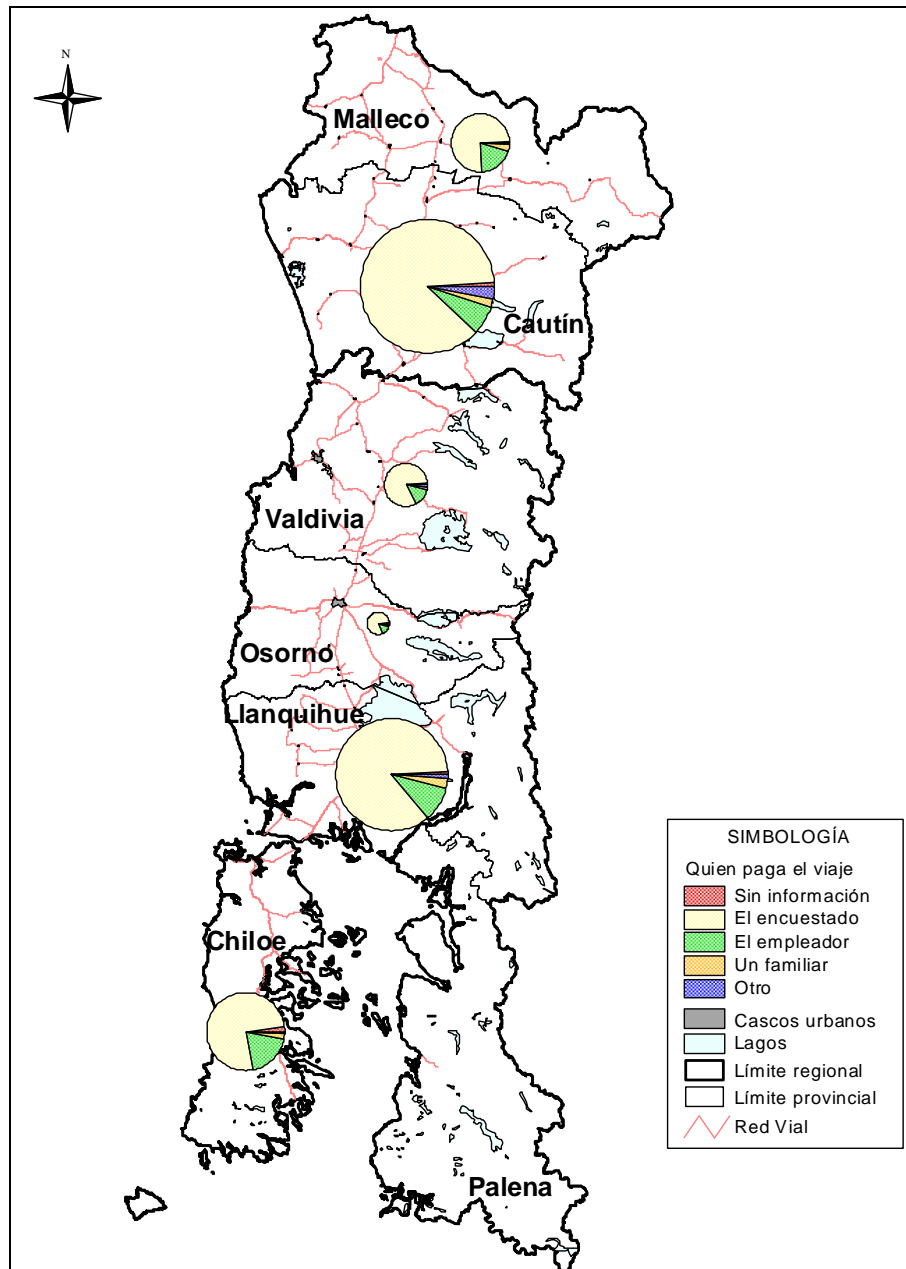 N
Malleco
Cautín
Valdivia
Osorno
Llanquihue
Chiloe
Palena
SIMBOLOGÍA
Quien paga el viaje
Sin información
El encuestado
El empleador
Un familiar
Otro
Cascos urbanos
Lagos
Límite regional
Límite provincial
Red Vial